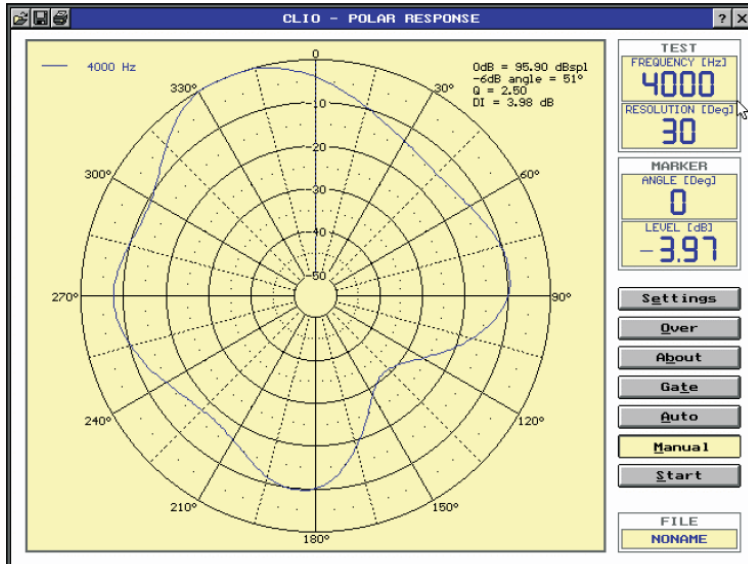 CLIO - POLAR RESPONSE
? X
4000 Hz
0dB = 95.90 dBspl
-6dB angle = 51°
Q = 2.50
DI = 3.98 dB
0
330°
30°
-10
-20
300°
60°
-30
-40
-50
270°
90°
240°
120°
210°
150°
180°
TEST
FREQUENCY [Hz]
4000
RESOLUTION [Deg]
30
MARKER
ANGLE [Deg]
0
LEVEL [dB]
-3.97
Settings
Over
About
Gate
Auto
Manual
Start
FILE
NONAME